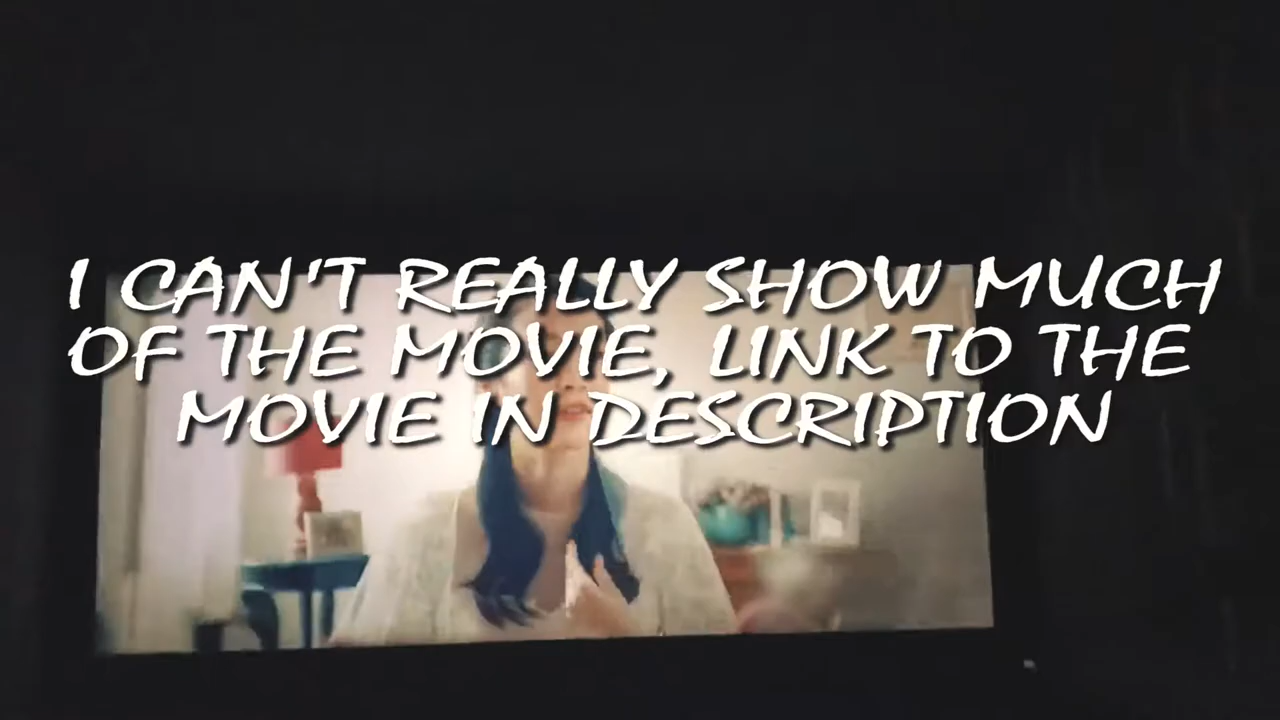 I CAN'T REALLY SHOW MUCH
OF THE MOVIE, LINK TO THE
MOVIE IN DESCRIPTION